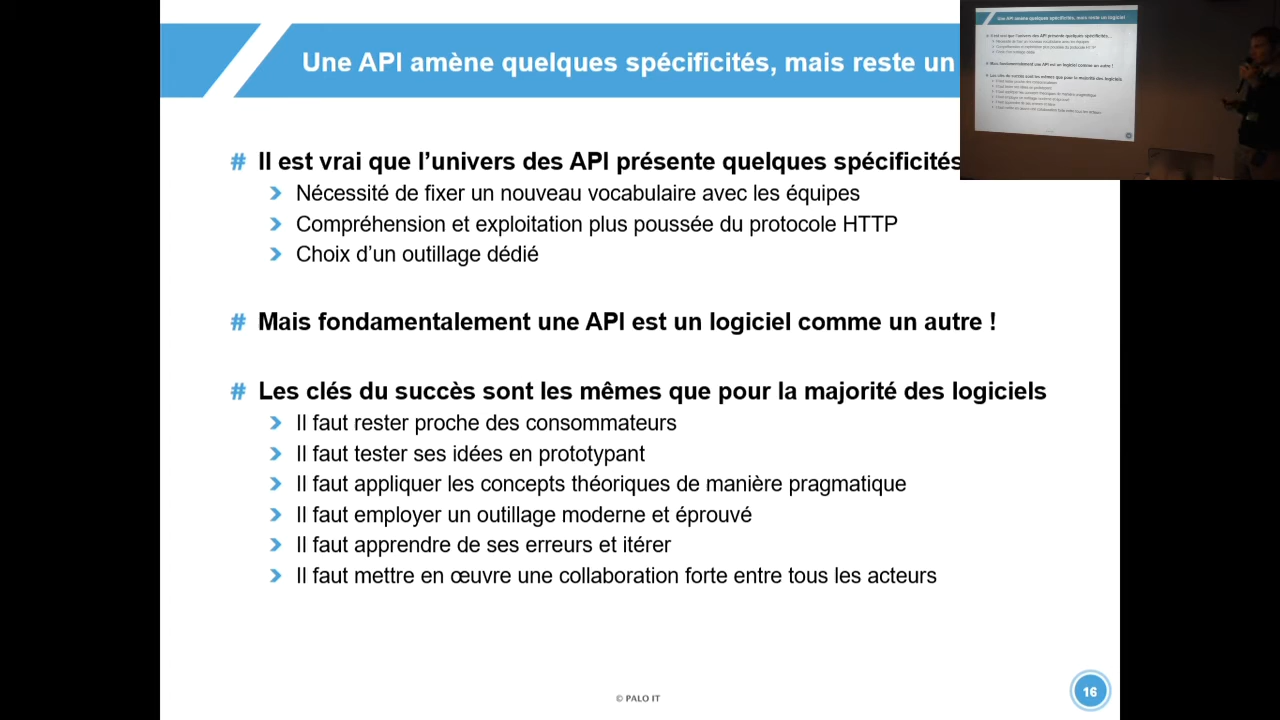 Une API amène quelques spécificités, mais reste un
# Il est vrai que l’univers des API présente quelques spécificités
Nécessité de fixer un nouveau vocabulaire avec les équipes
Compréhension et exploitation plus poussée du protocole HTTP
Choix d’un outillage dédié
# Mais fondamentalement une API est un logiciel comme un autre !
# Les clés du succès sont les mêmes que pour la majorité des logiciels
Il faut rester proche des consommateurs
Il faut tester ses idées en prototypant
Il faut appliquer les concepts théoriques de manière pragmatique
Il faut employer un outillage moderne et éprouvé
Il faut apprendre de ses erreurs et itérer
Il faut mettre en œuvre une collaboration forte entre tous les acteurs
© PALO IT
16